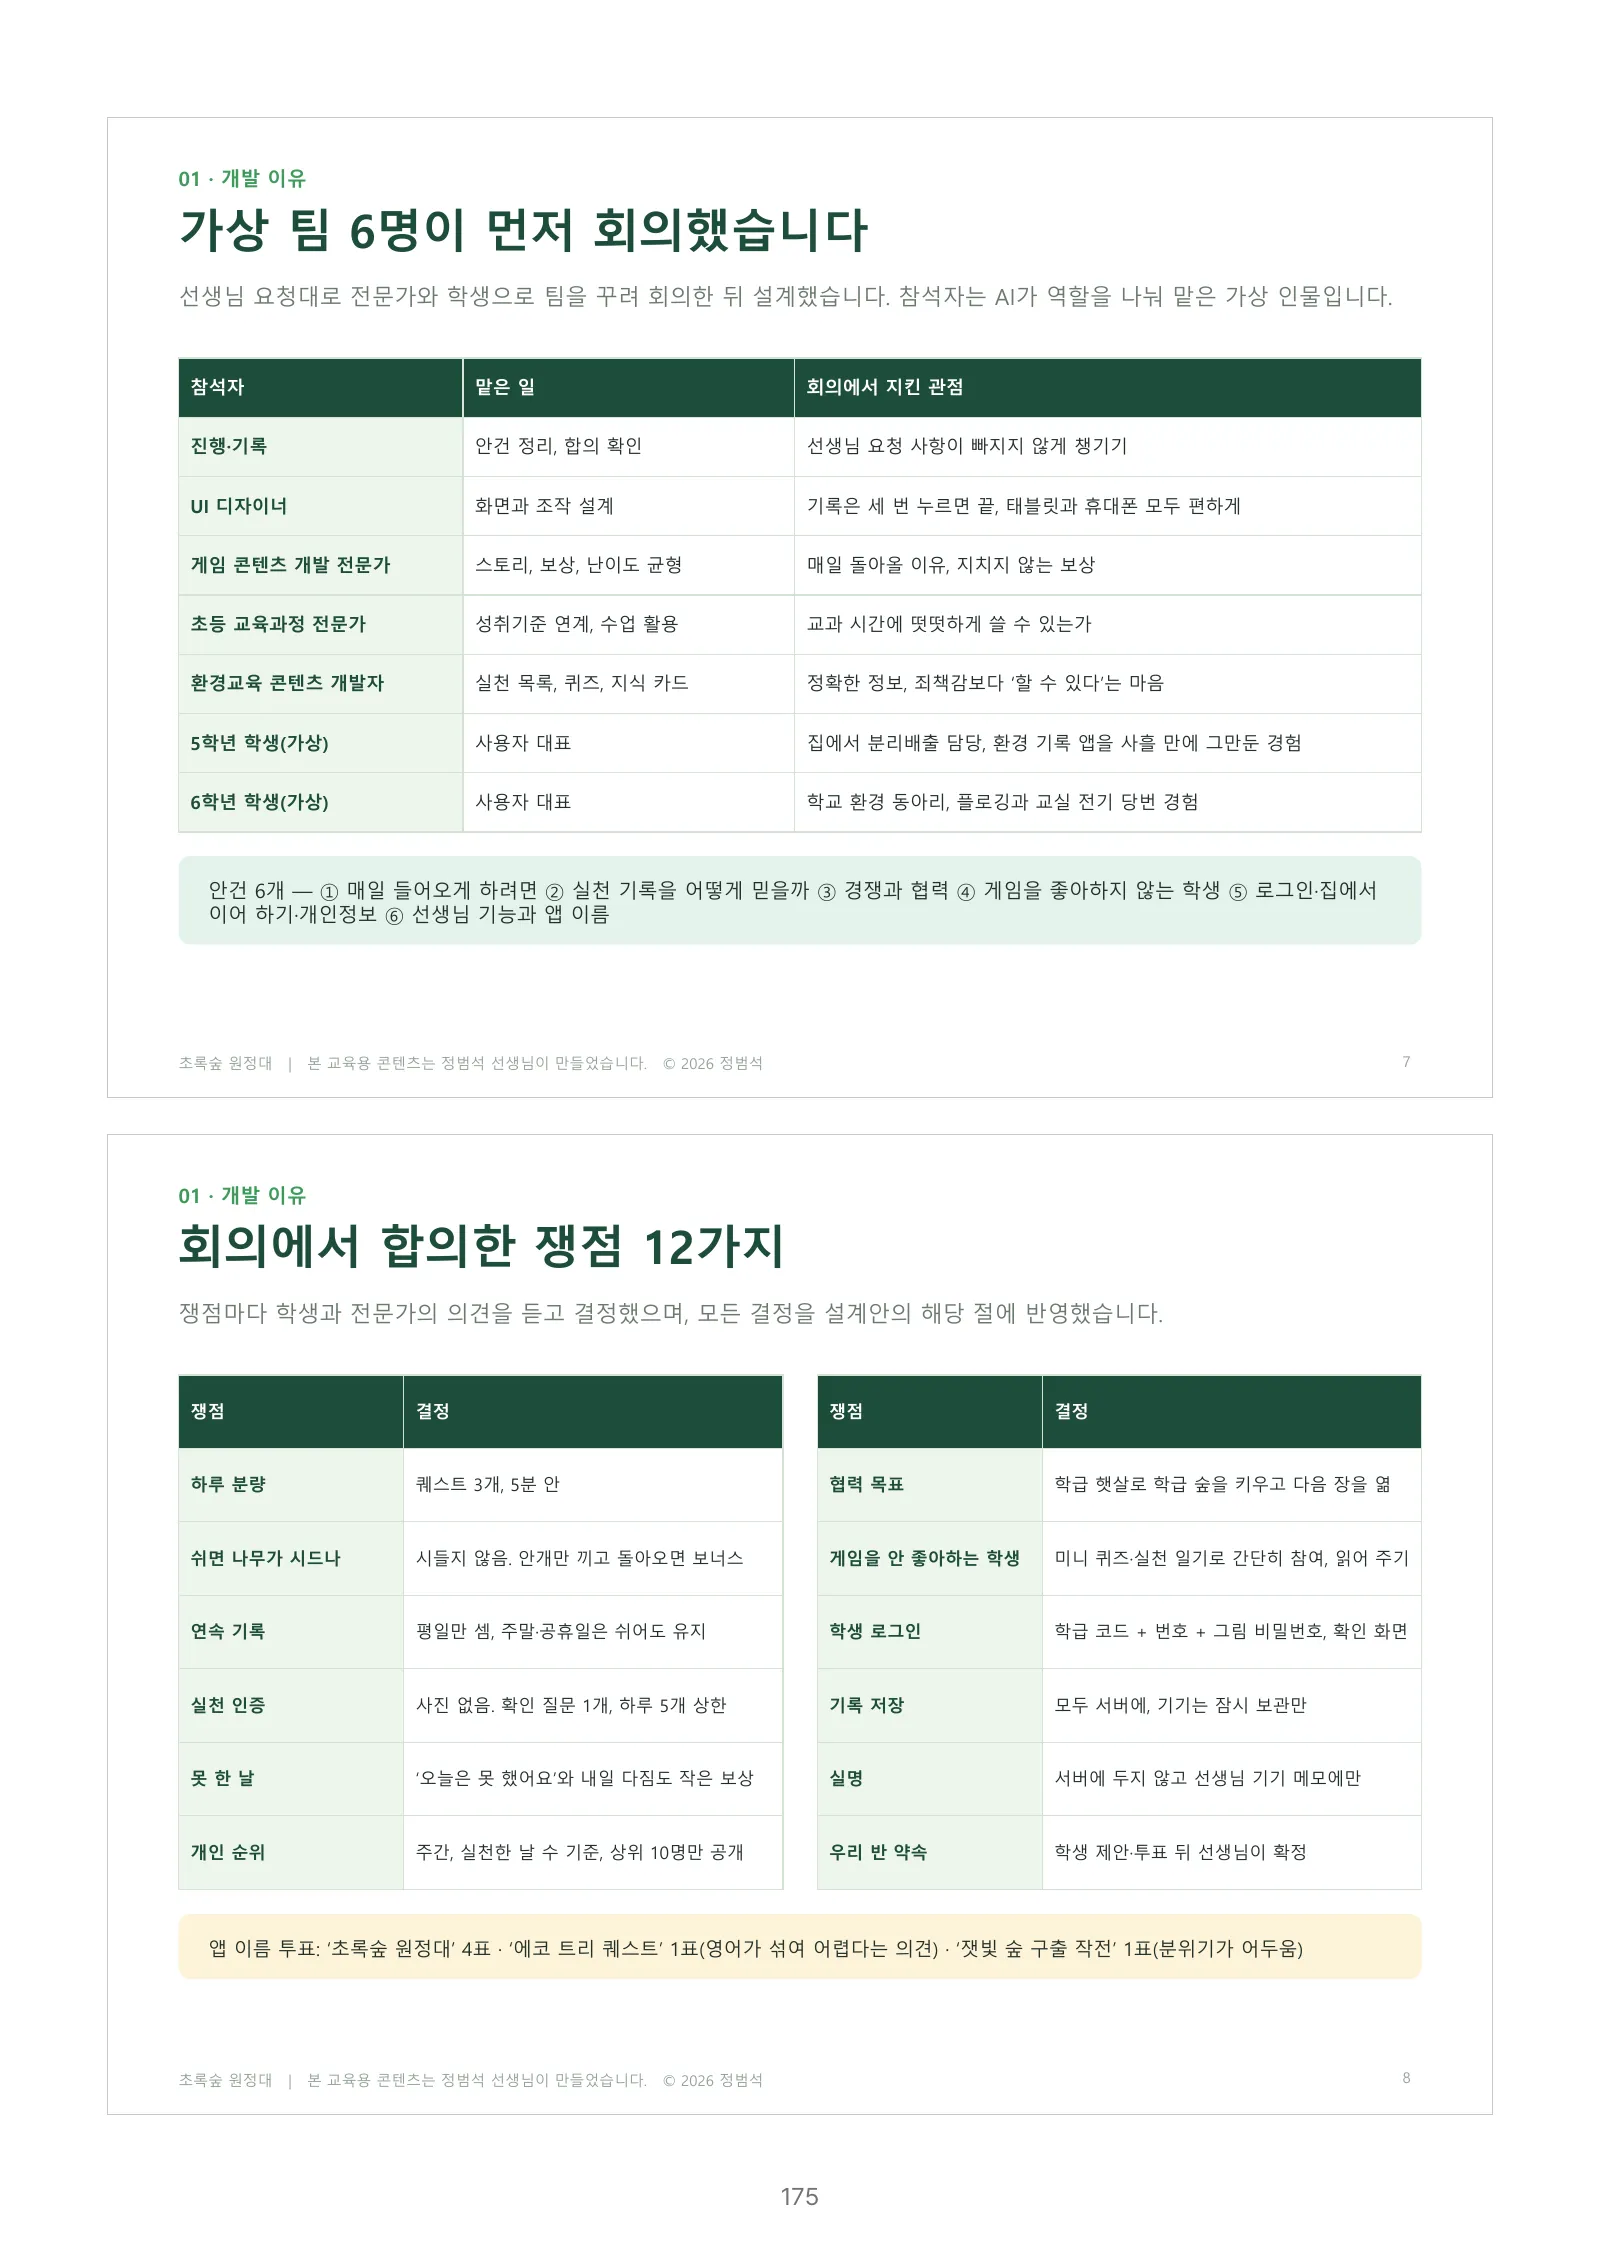 01 · 개발 이유
가상 팀 6명이 먼저 회의했습니다
선생님 요청대로 전문가와 학생으로 팀을 꾸려 회의한 뒤 설계했습니다. 참석자는 AI가 역할을 나눠 맡은 가상 인물입니다.
참석자 맡은 일 회의에서 지킨 관점
진행·기록 안건 정리, 합의 확인 선생님 요청 사항이 빠지지 않게 챙기기
UI 디자이너 화면과 조작 설계 기록은 세 번 누르면 끝, 태블릿과 휴대폰 모두 편하게
게임 콘텐츠 개발 전문가 스토리, 보상, 난이도 균형 매일 돌아올 이유, 지치지 않는 보상
초등 교육과정 전문가 성취기준 연계, 수업 활용 교과 시간에 떳떳하게 쓸 수 있는가
환경교육 콘텐츠 개발자 실천 목록, 퀴즈, 지식 카드 정확한 정보, 죄책감보다 ‘할 수 있다’는 마음
5학년 학생(가상) 사용자 대표 집에서 분리배출 담당, 환경 기록 앱을 사흘 만에 그만둔 경험
6학년 학생(가상) 사용자 대표 학교 환경 동아리, 플로깅과 교실 전기 당번 경험
안건 6개 — ① 매일 들어오게 하려면 ② 실천 기록을 어떻게 믿을까 ③ 경쟁과 협력 ④ 게임을 좋아하지 않는 학생 ⑤ 로그인·집에서
이어 하기·개인정보 ⑥ 선생님 기능과 앱 이름
초록숲 원정대 | 본 교육용 콘텐츠는 정범석 선생님이 만들었습니다. © 2026 정범석 7
01 · 개발 이유
회의에서 합의한 쟁점 12가지
쟁점마다 학생과 전문가의 의견을 듣고 결정했으며, 모든 결정을 설계안의 해당 절에 반영했습니다.
쟁점 결정 쟁점 결정
하루 분량 퀘스트 3개, 5분 안 협력 목표 학급 햇살로 학급 숲을 키우고 다음 장을 엶
쉬면 나무가 시드나 시들지 않음. 안개만 끼고 돌아오면 보너스 게임을 안 좋아하는 학생 미니 퀴즈·실천 일기로 간단히 참여, 읽어 주기
연속 기록 평일만 셈, 주말·공휴일은 쉬어도 유지 학생 로그인 학급 코드 + 번호 + 그림 비밀번호, 확인 화면
실천 인증 사진 없음. 확인 질문 1개, 하루 5개 상한 기록 저장 모두 서버에, 기기는 잠시 보관만
못 한 날 ‘오늘은 못 했어요’와 내일 다짐도 작은 보상 실명 서버에 두지 않고 선생님 기기 메모에만
개인 순위 주간, 실천한 날 수 기준, 상위 10명만 공개 우리 반 약속 학생 제안·투표 뒤 선생님이 확정
앱 이름 투표: ‘초록숲 원정대’ 4표 · ‘에코 트리 퀘스트’ 1표(영어가 섞여 어렵다는 의견) · ‘잿빛 숲 구출 작전’ 1표(분위기가 어두움)
초록숲 원정대 | 본 교육용 콘텐츠는 정범석 선생님이 만들었습니다. © 2026 정범석 8
175